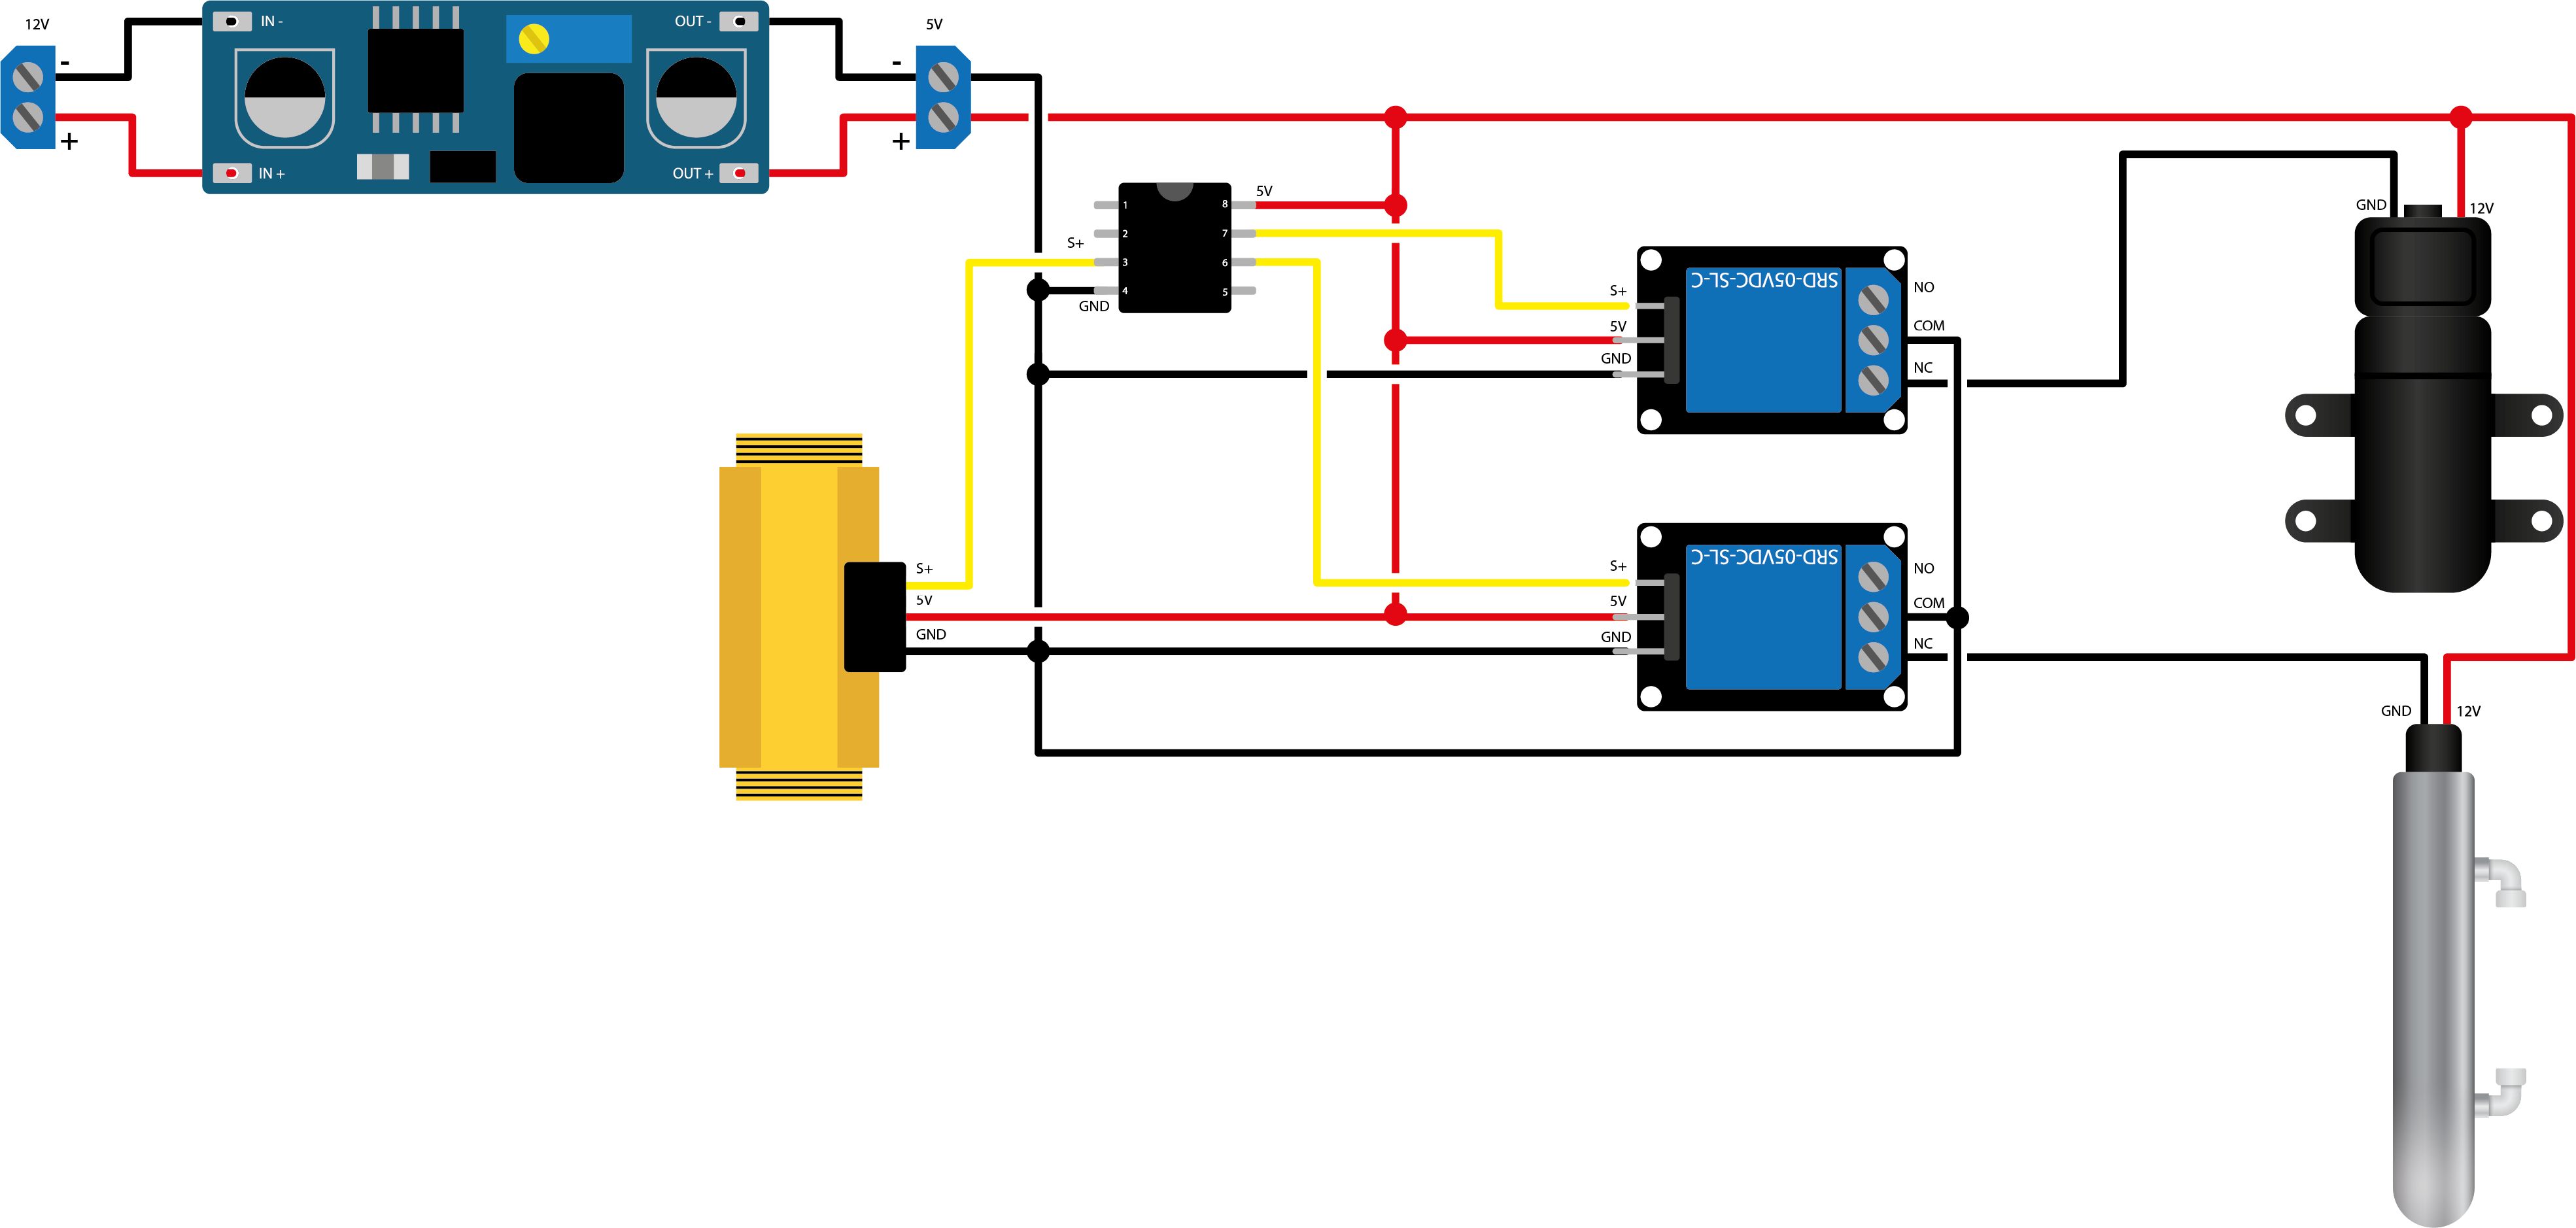 12V
-
+
IN -
IN +
OUT -
OUT +
5V
-
+
1
2
3
4
8
7
6
5
5V
S+
GND
S+
5V
GND
S+
5V
GND
SRD-05VDC-SL-C
NO
COM
NC
S+
5V
GND
SRD-05VDC-SL-C
NO
COM
NC
GND
12V
GND
12V